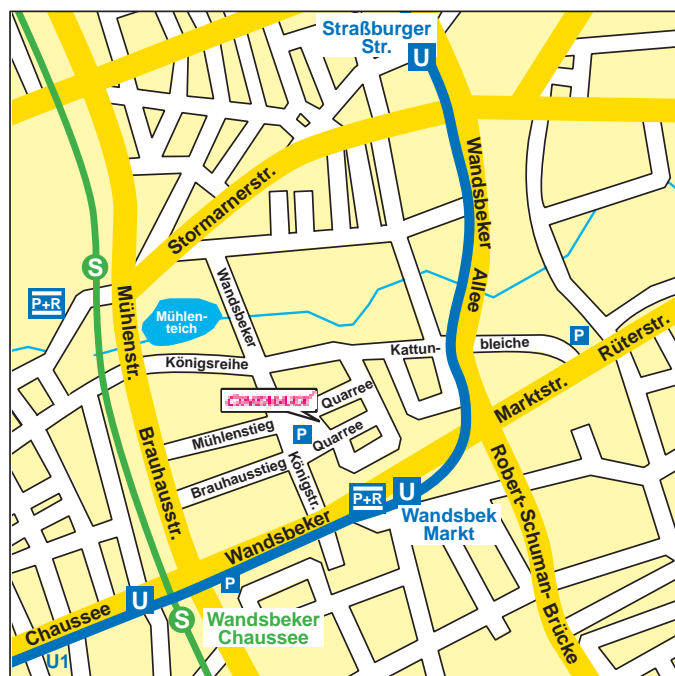 Straßburger
Str.
U
Wandsbeker
Allee
Stormarnerstr.
S
P+R
Mühlenstr.
Mühlen-
teich
Wandsbeker
Königstr.
Königsreihe
Kattun-
bleiche
P
Rüterstr.
Marktstr.
Quarree
Quarree
P
Mühlenstieg
Brauhausstieg
Brauhausstr.
P+R
U
Wandsbek
Markt
Robert-Schuman-Brücke
Wandsbeker
Chaussee
P
U
S
Wandsbeker
Chaussee
U1